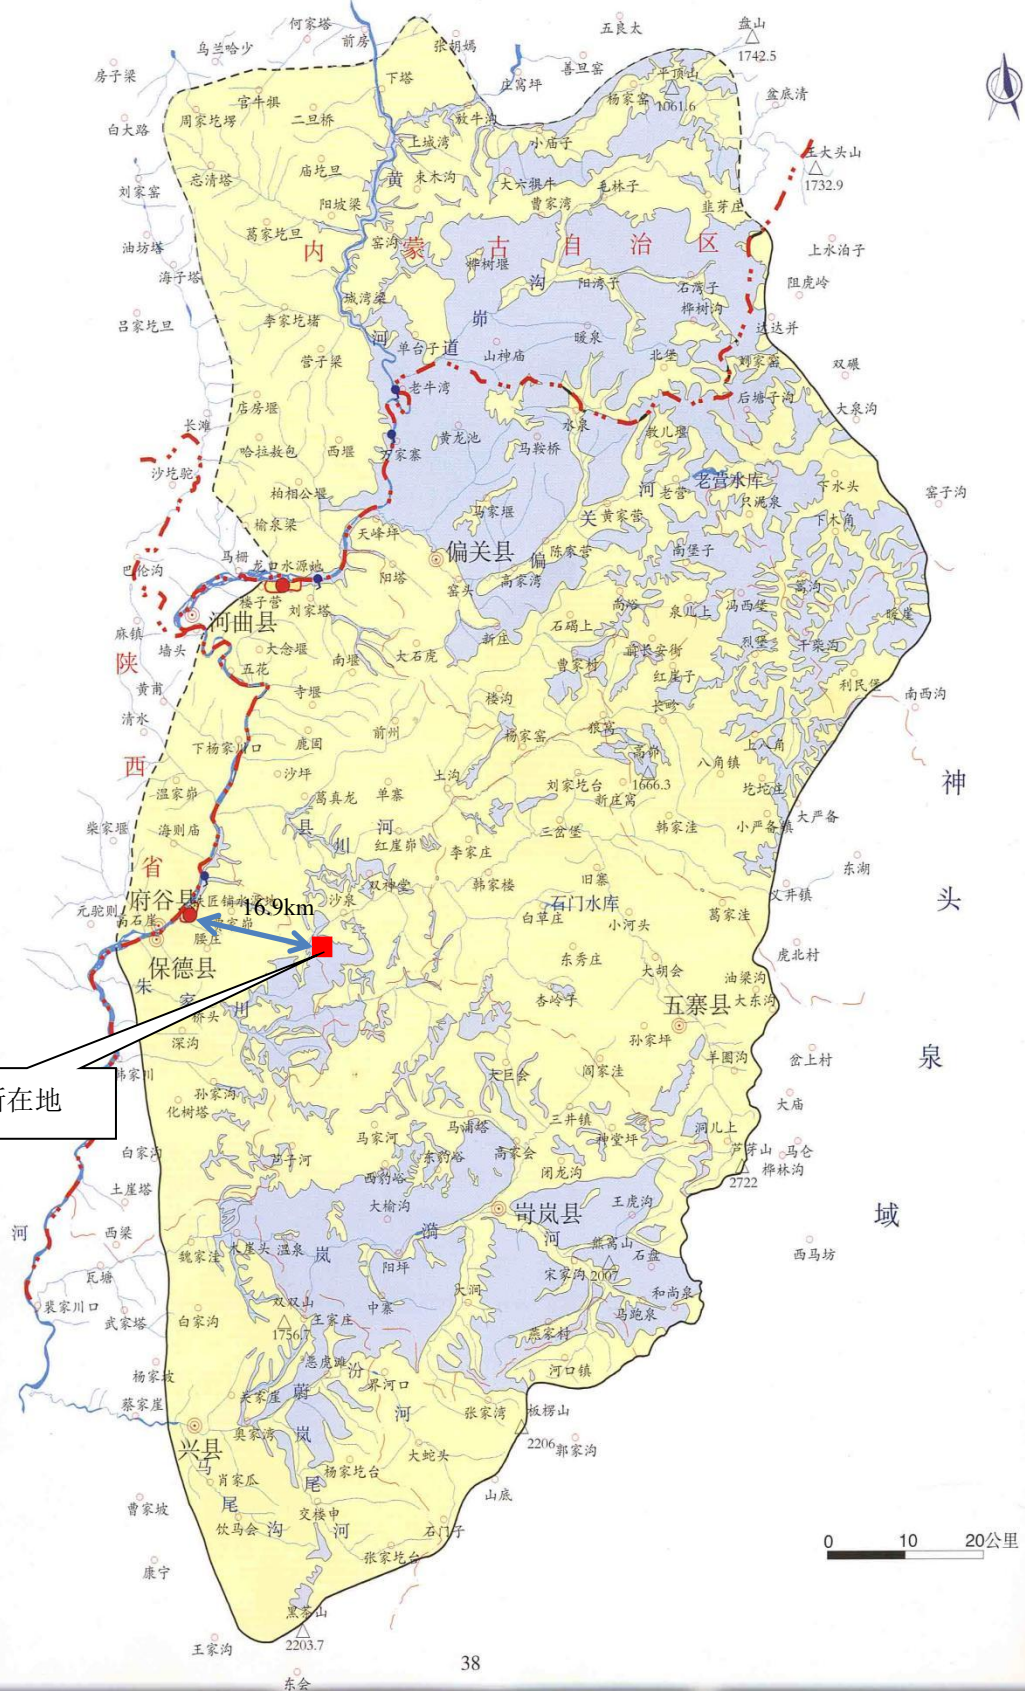 何家塔
前房
张胡嫣
五良太
盘山
1742.5
乌兰哈少
房子梁
下塔
庄窝坪
善旦窑
平顶山
杨家窑
1061.6
盆底清
官牛犋
周家圪塄
二旦桥
放牛沟
白大路
上城湾
小庙子
王大头山
1732.9
忘清塔
庙圪旦
黄
束木沟
大六犋牛
毛林子
刘家窑
阳坡梁
曹家湾
韭芽庄
葛家圪旦
窑沟
油坊塔
内
蒙
古
自
治
区
上水泊子
桦树堰
海子塔
沟
阳湾子
石湾子
阻虎岭
城湾梁
桦树沟
吕家圪旦
李家圪堵
峁
达达并
河
单台子
道
暖泉
营子梁
山神庙
北堡
刘家窑
双碾
老牛湾
后塘子沟
店房堰
大泉沟
长滩
水泉
教儿堰
哈拉敖包
西堰
万家寨
黄龙池
马鞍桥
沙圪驼
老营水库
柏相公堰
河
老营
只泥泉
下水头
窑子沟
马家堰
关
黄家营
下木角
榆泉梁
天峰坪
偏关县
偏
陈家营
南堡子
马栅
龙口水源地
巴伦沟
阳塔
窑头
高家湾
窑沟
楼子营
刘家塔
尚峪
泉儿上
冯西堡
暖崖
河曲县
麻镇
新庄
石碣上
烈堡
干柴沟
墙头
大念堰
南堰
大石虎
前长安街
陕
五花
曹家村
红崖子
利民堡
黄甫
寺堰
楼沟
长畛
南西沟
清水
前州
狼窝
下杨家川口
鹿固
杨家窑
高峁
上八角
西
沙坪
土沟
刘家圪台
1666.3
八角镇
神
温家峁
葛真龙
单寨
新庄窝
圪坨庄
柴家堰
海则庙
县
川
河
红崖峁
三岔堡
韩家洼
小严备镇
大严备
李家庄
省
东湖
双神堂
韩家楼
旧寨
义井镇
府谷县
铁匠铺水源地
16.9km
沙泉
石门水库
头
元驼则
白草庄
小河头
葛家洼
腰庄
虎北村
保德县
东秀庄
大胡会
油梁沟
朱
家
川
杏岭子
五寨县
大东沟
桥头
深沟
孙家坪
羊圈沟
泉
岔上村
韩家川
大巨会
阎家洼
所在地
孙家沟
大庙
化树塔
三井镇
马家河
神堂坪
洞儿上
白家沟
东豹峪
高家会
芦芽山
马仑
芦子河
西豹峪
闭龙沟
2722
桦林沟
土崖塔
大榆沟
岢岚县
王虎沟
域
河
西梁
漪
河
熊窝山
西马坊
魏家洼
木崖头
温泉
岚
石盘
瓦塘
阳坪
宋家沟
2007
裴家川口
大涧
和尚泉
双双山
中寨
武家塔
白家沟
1756.7
王家庄
马跑泉
燕家村
杨家坡
恶虎滩
汾
河口镇
界河口
蔡家崖
关家崖
蔚
河
张家湾
板楞山
奥家湾
岚
2206
郭家沟
兴县
大蛇头
马
杨家圪台
肖家瓜
尾
山底
曹家坡
尾
交楼申
饮马会
沟
河
石门子
0
10
20公里
康宁
张家圪台
黑茶山
王家沟
2203.7
38
东会